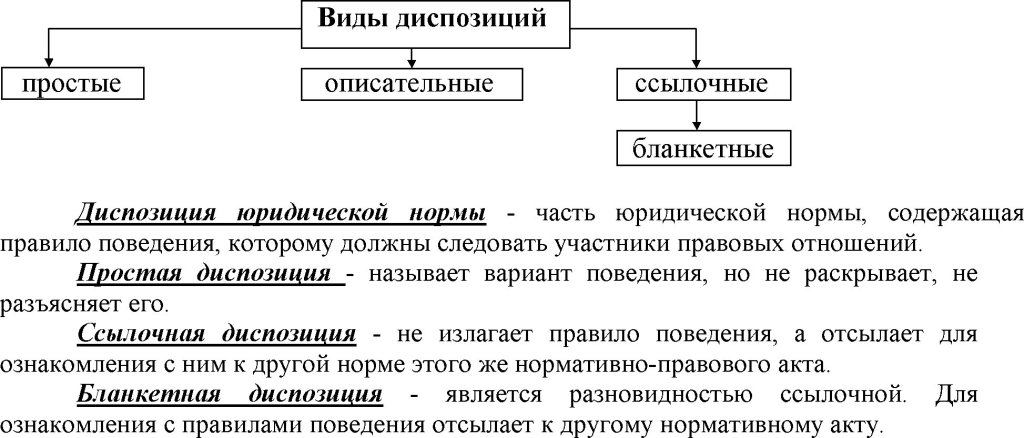 Виды диспозиций
простые
описательные
ссылочные
бланкетные
Диспозиция юридической нормы - часть юридической нормы, содержащая
правило поведения, которому должны следовать участники правовых отношений.
Простая диспозиция - называет вариант поведения, но не раскрывает, не
разъясняет его.
Ссылочная диспозиция - не излагает правило поведения, а отсылает для
ознакомления с ним к другой норме этого же нормативно-правового акта.
Бланкетная диспозиция - является разновидностью ссылочной. Для
ознакомления с правилами поведения отсылает к другому нормативному акту.